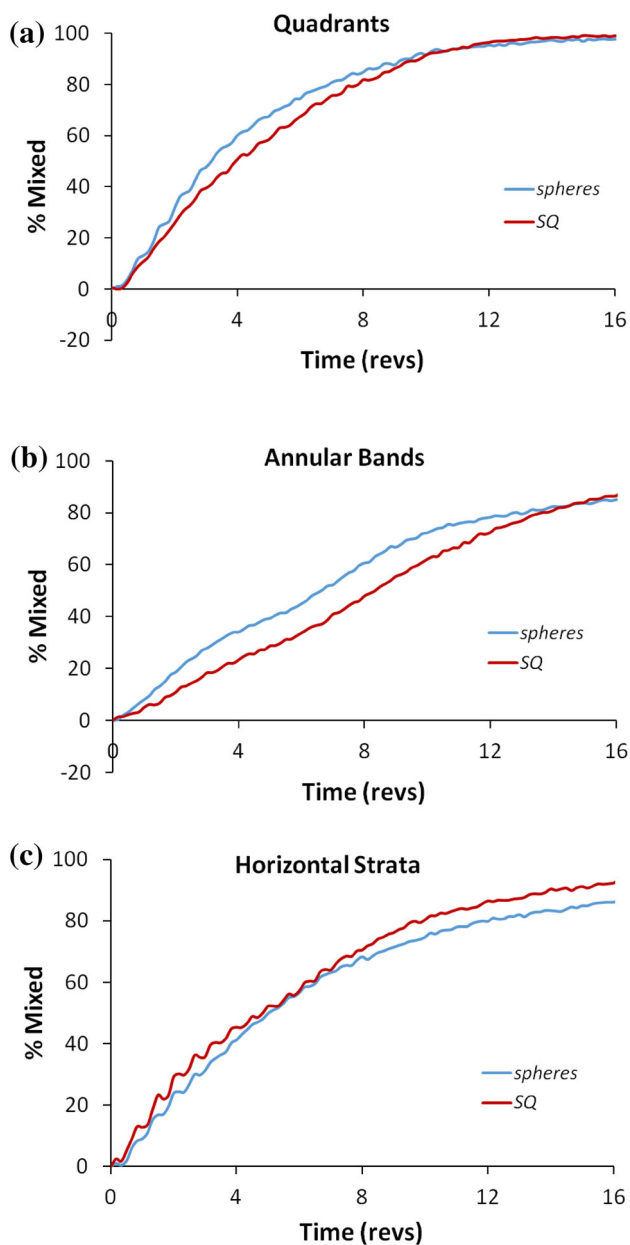 (a)
Quadrants
100
80
60
40
20
0
-20
% Mixed
spheres
SQ
0 4 8 12 16
Time (revs)
(b)
Annular Bands
100
80
60
40
20
0
-20
% Mixed
spheres
SQ
0 4 8 12 16
Time (revs)
(c)
Horizontal Strata
100
80
60
40
20
0
% Mixed
spheres
SQ
0 4 8 12 16
Time (revs)